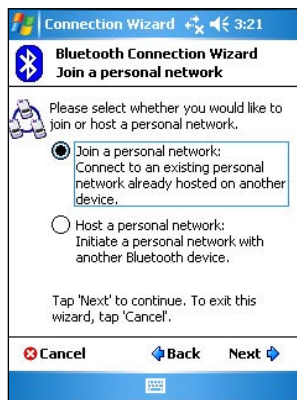 Connection Wizard 3:21
Bluetooth Connection Wizard
Join a personal network
Please select whether you would like to
join or host a personal network.
Join a personal network:
Connect to an existing personal
network already hosted on another
device.
Host a personal network:
Initiate a personal network with
another Bluetooth device.
Tap 'Next' to continue. To exit this
wizard, tap 'Cancel'.
Cancel Back Next